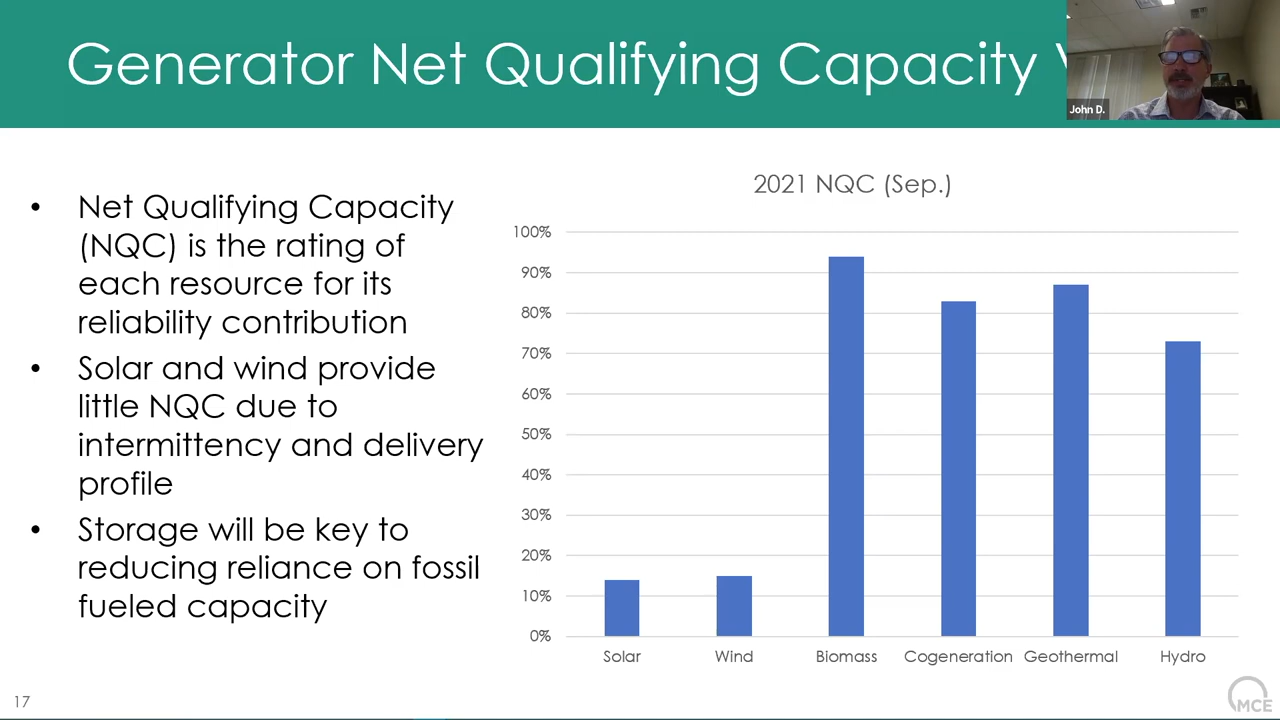 Generator Net Qualifying Capacity
John D.
• Net Qualifying Capacity
(NQC) is the rating of
each resource for its
reliability contribution
• Solar and wind provide
little NQC due to
intermittency and delivery
profile
• Storage will be key to
reducing reliance on fossil
fueled capacity
2021 NQC (Sep.)
100%
90%
80%
70%
60%
50%
40%
30%
20%
10%
0%
Solar Wind Biomass Cogeneration Geothermal Hydro
17
MCE